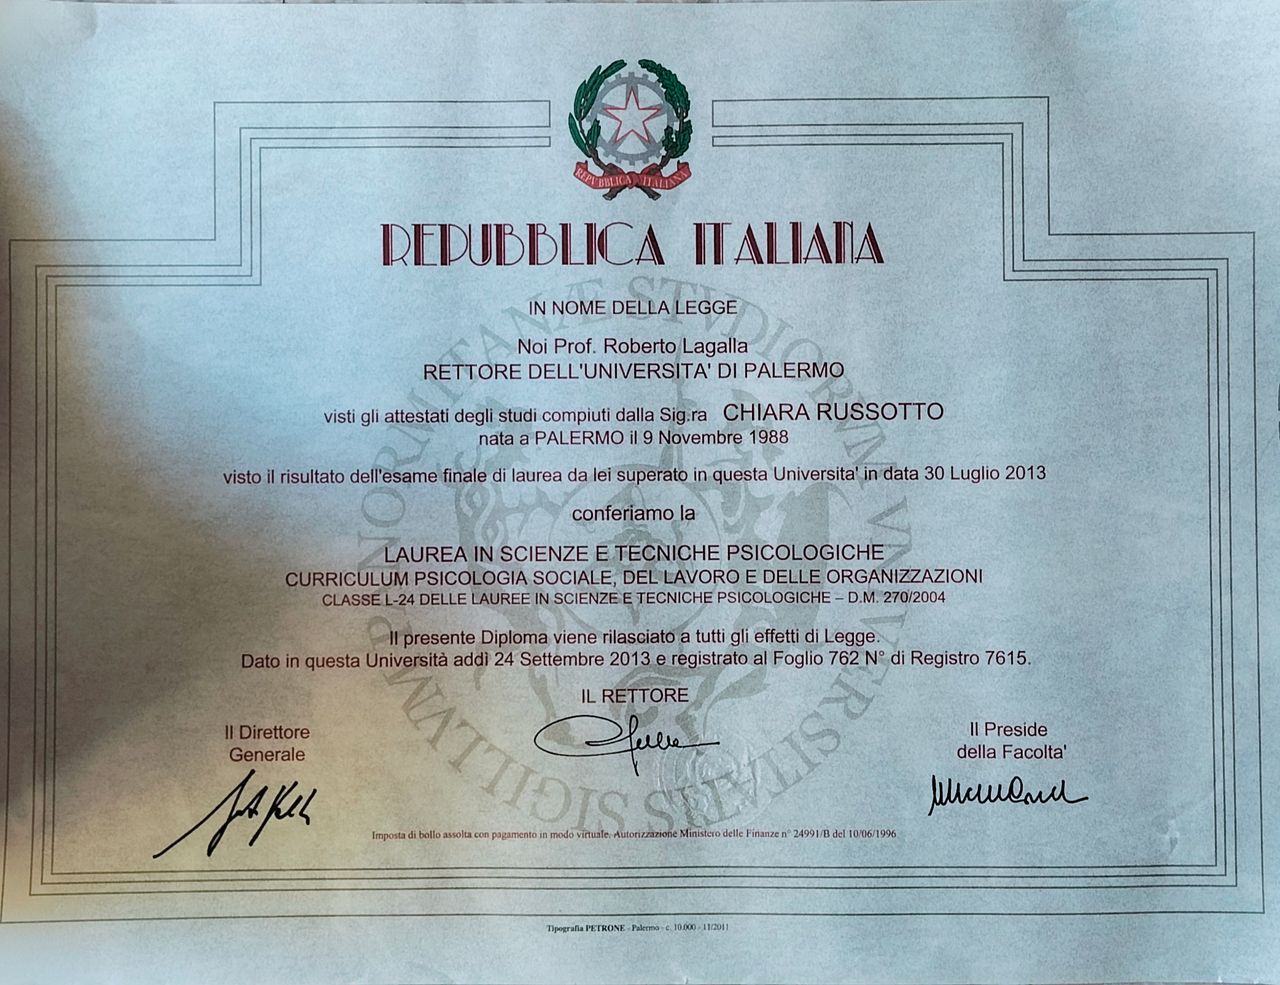 REPVBBLICA ITALIANA
REPUBBLICA ITALIANA
IN NOME DELLA LEGGE
Noi Prof. Roberto Lagalla
RETTORE DELL'UNIVERSITA' DI PALERMO
visti gli attestati degli studi compiuti dalla Sig.ra CHIARA RUSSOTTO
nata a PALERMO il 9 Novembre 1988
visto il risultato dell'esame finale di laurea da lei superato in questa Universita' in data 30 Luglio 2013
conferiamo la
LAUREA IN SCIENZE E TECNICHE PSICOLOGICHE
CURRICULUM PSICOLOGIA SOCIALE, DEL LAVORO E DELLE ORGANIZZAZIONI
CLASSE L-24 DELLE LAUREE IN SCIENZE E TECNICHE PSICOLOGICHE – D.M. 270/2004
Il presente Diploma viene rilasciato a tutti gli effetti di Legge.
Dato in questa Università addì 24 Settembre 2013 e registrato al Foglio 762 N° di Registro 7615.
IL RETTORE
Il Direttore
Generale
Il Preside
della Facolta'
Imposta di bollo assolta con pagamento in modo virtuale. Autorizzazione Ministero delle Finanze n° 24991/B del 10/06/1996
Tipografia PETRONE - Palermo - c. 10.000 - 11/2011
SIGILLVM PANORMITANÆ STVDIORVM VNIVERSITATIS